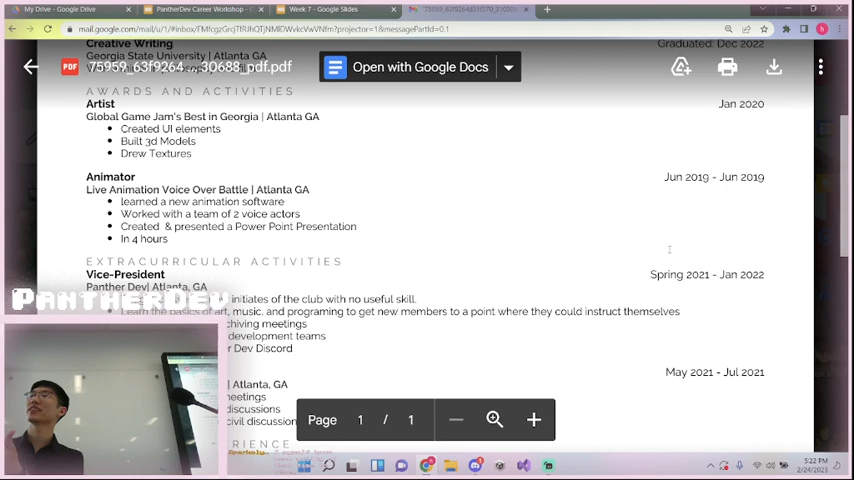 My Drive - Google Drive
PantherDev Career Workshop -
Week 7 - Google Slides
mail.google.com/mail/u/1/#inbox/FMfcgzGrcjTfRJhQTjNMlDWvkcVwVNfm?projector=1&messagePartId=0.1
Creative Writing
Graduated: Dec 2022
Georgia State University | Atlanta GA
PDF
75959_63f9264..._30688_pdf.pdf
Open with Google Docs
AWARDS AND ACTIVITIES
Artist
Jan 2020
Global Game Jam's Best in Georgia | Atlanta GA
• Created UI elements
• Built 3d Models
• Drew Textures
Animator
Jun 2019 - Jun 2019
Live Animation Voice Over Battle | Atlanta GA
• learned a new animation software
• Worked with a team of 2 voice actors
• Created & presented a Power Point Presentation
• In 4 hours
EXTRACURRICULAR ACTIVITIES
Vice-President
Spring 2021 - Jan 2022
Panther Dev| Atlanta, GA
PantherDev
initiates of the club with no useful skill.
Learn the basics of art, music, and programing to get new members to a point where they could instruct themselves
chiving meetings
development teams
r Dev Discord
May 2021 - Jul 2021
| Atlanta, GA
meetings
discussions
civil discussion
Page 1 / 1
RIENCE
5:22 PM
2/24/2023